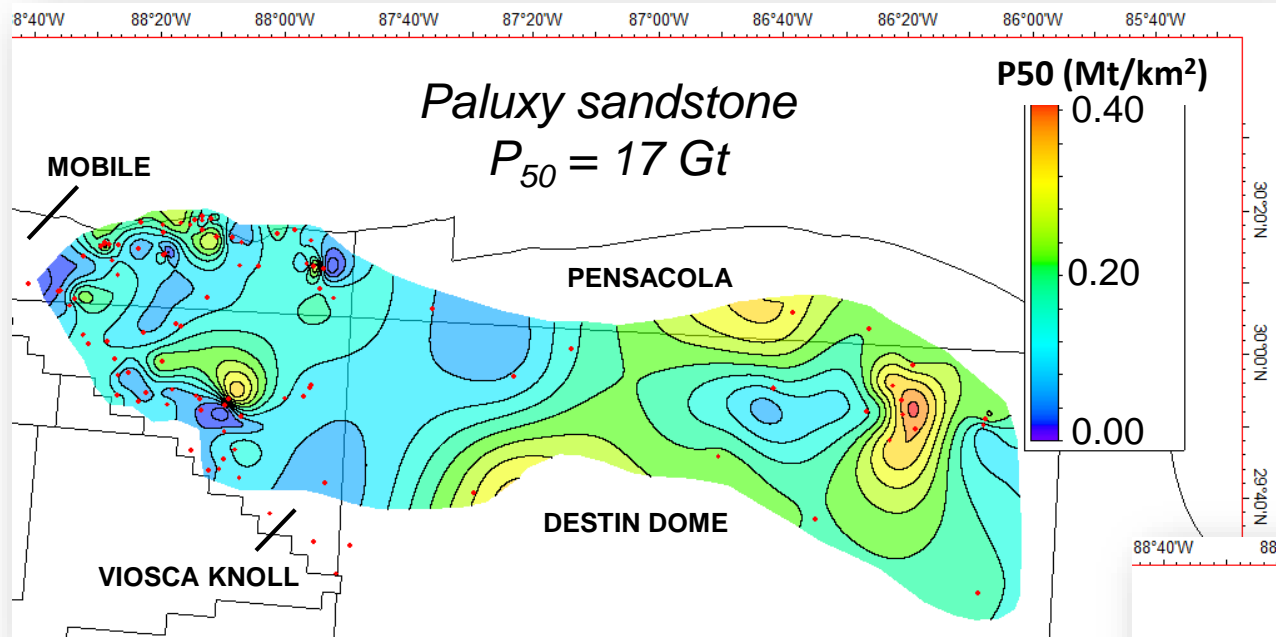 8°40'W 88°20'W 88°00'W 87°40'W 87°20'W 87°00'W 86°40'W 86°20'W 86°00'W 85°40'W
Paluxy sandstone
P50 = 17 Gt
P50 (Mt/km²)
0.40
0.20
0.00
MOBILE
PENSACOLA
DESTIN DOME
VIOSCA KNOLL
30°20'N
30°00'N
29°40'N
88°40'W 88